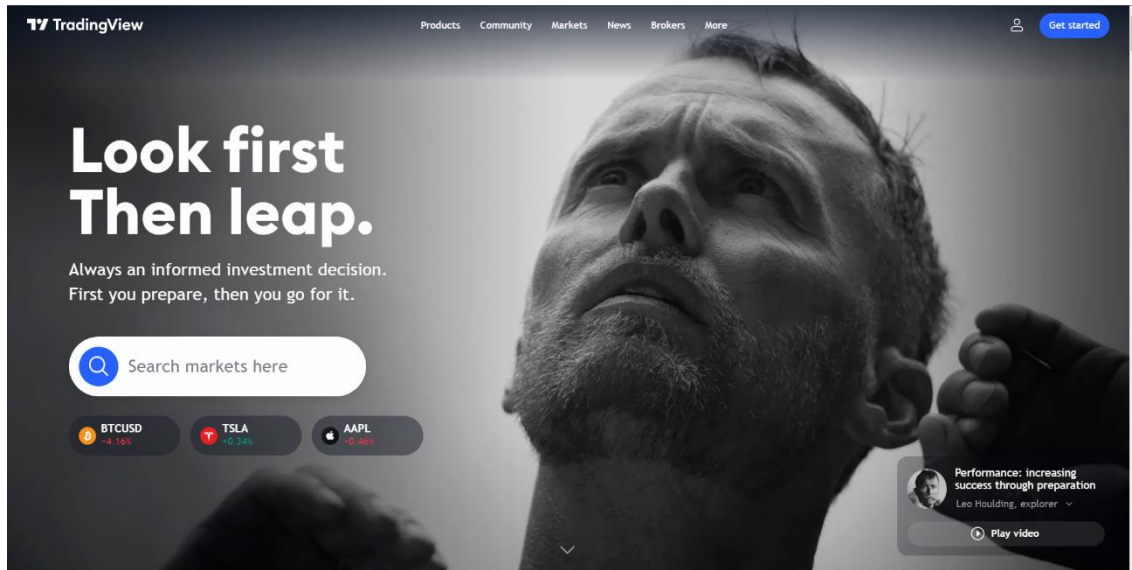 TradingView
Products Community Markets News Brokers More
Get started
Look first
Then leap.
Always an informed investment decision.
First you prepare, then you go for it.
Search markets here
BTCUSD
−4.16%
TSLA
+0.34%
AAPL
−0.46%
Performance: increasing
success through preparation
Leo Houlding, explorer
Play video